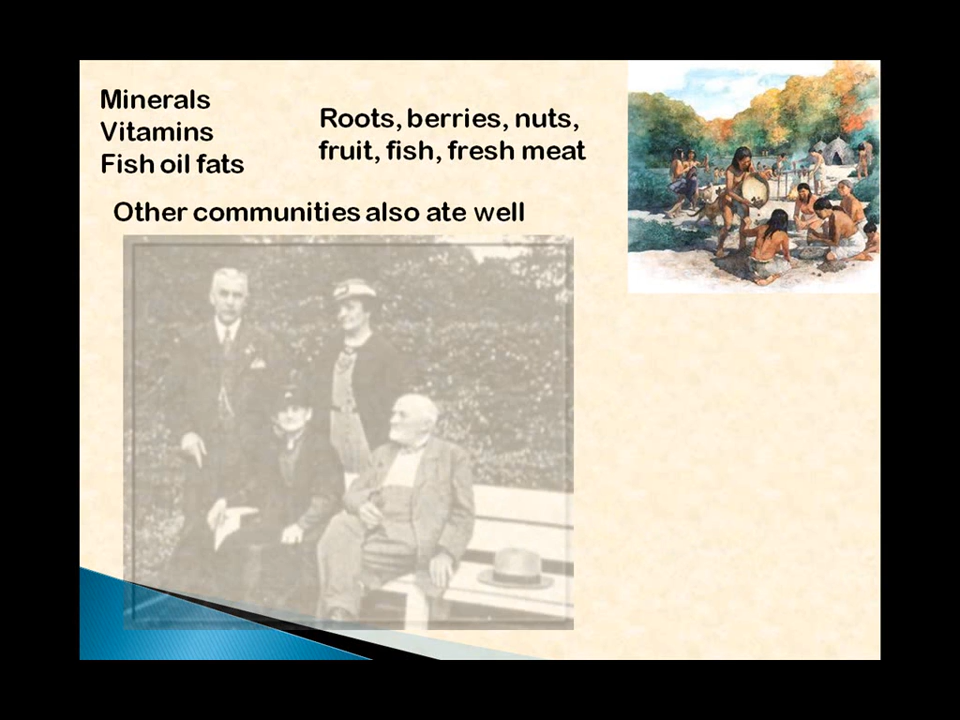 Minerals
Vitamins
Fish oil fats
Roots, berries, nuts,
fruit, fish, fresh meat
Other communities also ate well